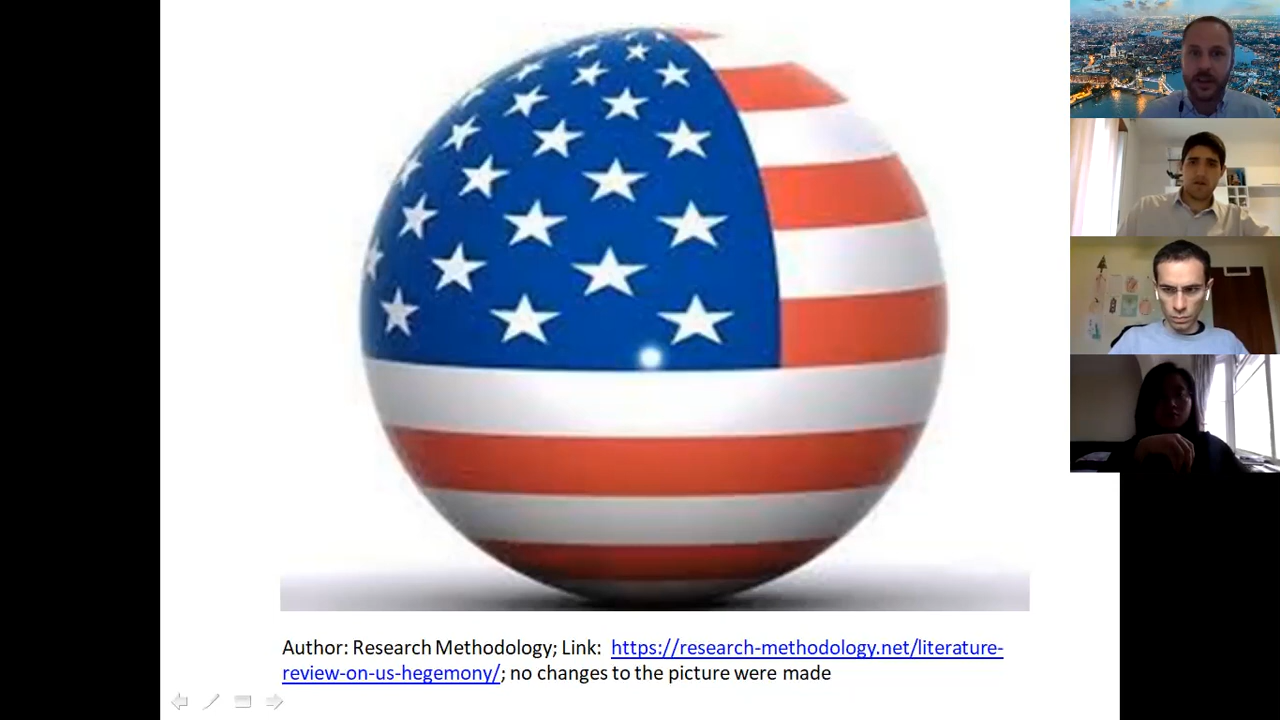 Author: Research Methodology; Link: https://research-methodology.net/literature-
review-on-us-hegemony/; no changes to the picture were made